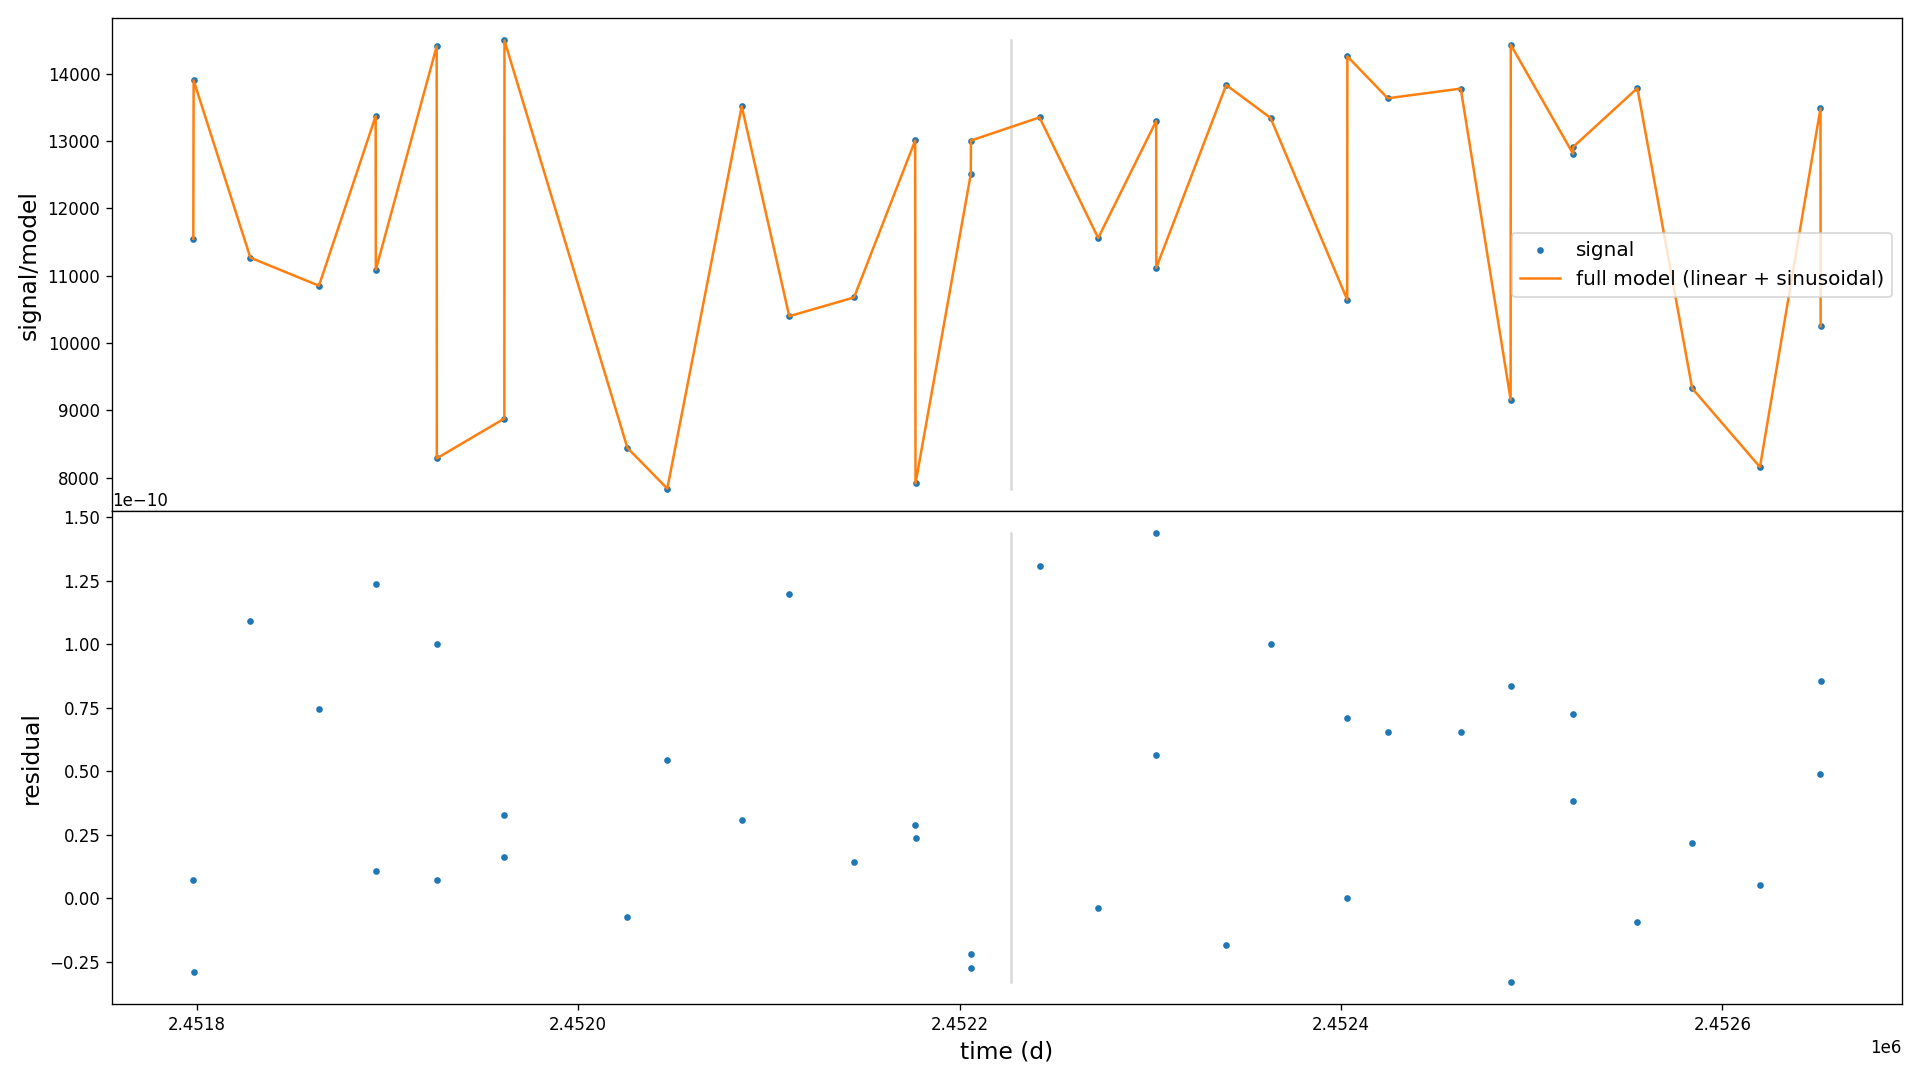 14000
13000
12000
11000
10000
9000
8000
signal/model
signal
full model (linear + sinusoidal)
1e−10
1.50
1.25
1.00
0.75
0.50
0.25
0.00
−0.25
residual
2.4518
2.4520
2.4522
2.4524
2.4526
time (d)
1e6